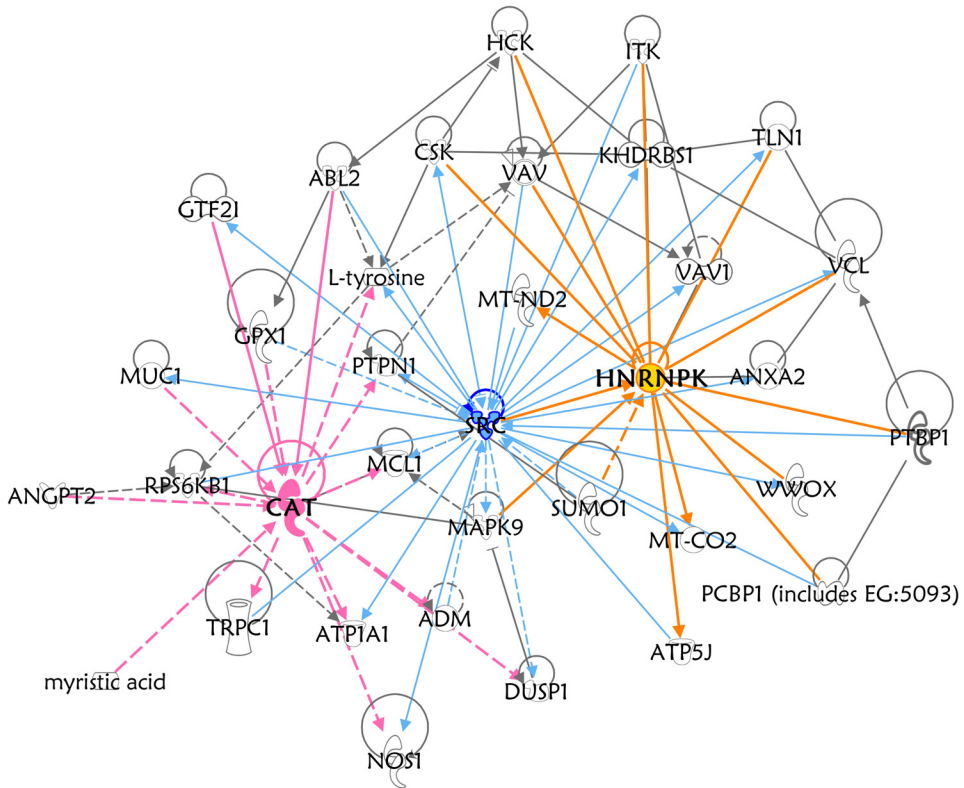 HCK
ITK
TLN1
CSK
KHDRBS1
VAV
ABL2
GTF2I
L-tyrosine
VAV1
VCL
MT-ND2
GPX1
PTPN1
MUC1
HNRNPK
ANXA2
SRC
PTBP1
MCL1
RPS6KB1
ANGPT2
WWOX
CAT
SUMO1
MAPK9
MT-CO2
PCBP1 (includes EG:5093)
TRPC1
ATP1A1
ADM
ATP5J
myristic acid
DUSP1
NOS1